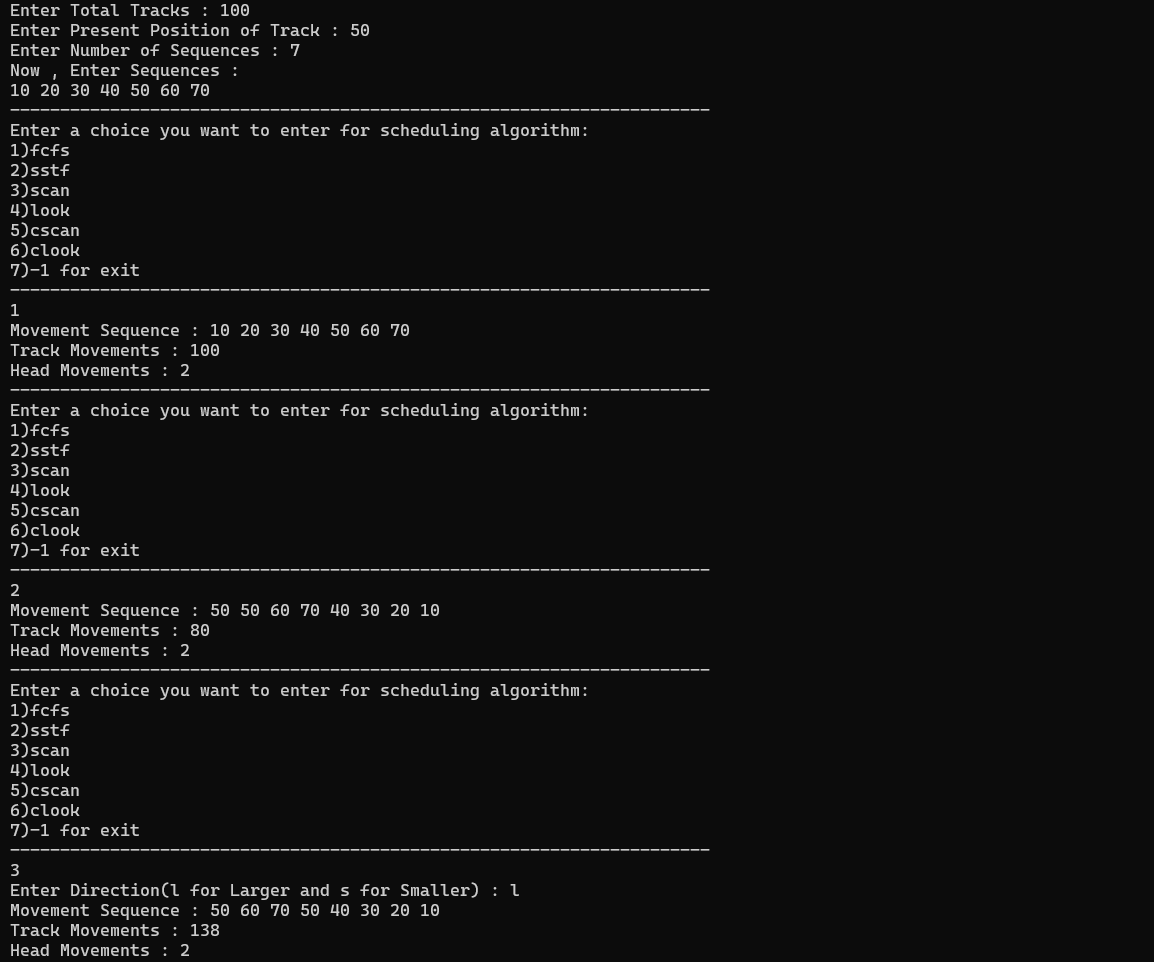 Enter Total Tracks : 100
Enter Present Position of Track : 50
Enter Number of Sequences : 7
Now , Enter Sequences :
10 20 30 40 50 60 70
----------------------------------------------------------------------
Enter a choice you want to enter for scheduling algorithm:
1)fcfs
2)sstf
3)scan
4)look
5)cscan
6)clook
7)-1 for exit
----------------------------------------------------------------------
1
Movement Sequence : 10 20 30 40 50 60 70
Track Movements : 100
Head Movements : 2
----------------------------------------------------------------------
Enter a choice you want to enter for scheduling algorithm:
1)fcfs
2)sstf
3)scan
4)look
5)cscan
6)clook
7)-1 for exit
----------------------------------------------------------------------
2
Movement Sequence : 50 50 60 70 40 30 20 10
Track Movements : 80
Head Movements : 2
----------------------------------------------------------------------
Enter a choice you want to enter for scheduling algorithm:
1)fcfs
2)sstf
3)scan
4)look
5)cscan
6)clook
7)-1 for exit
----------------------------------------------------------------------
3
Enter Direction(l for Larger and s for Smaller) : l
Movement Sequence : 50 60 70 50 40 30 20 10
Track Movements : 138
Head Movements : 2